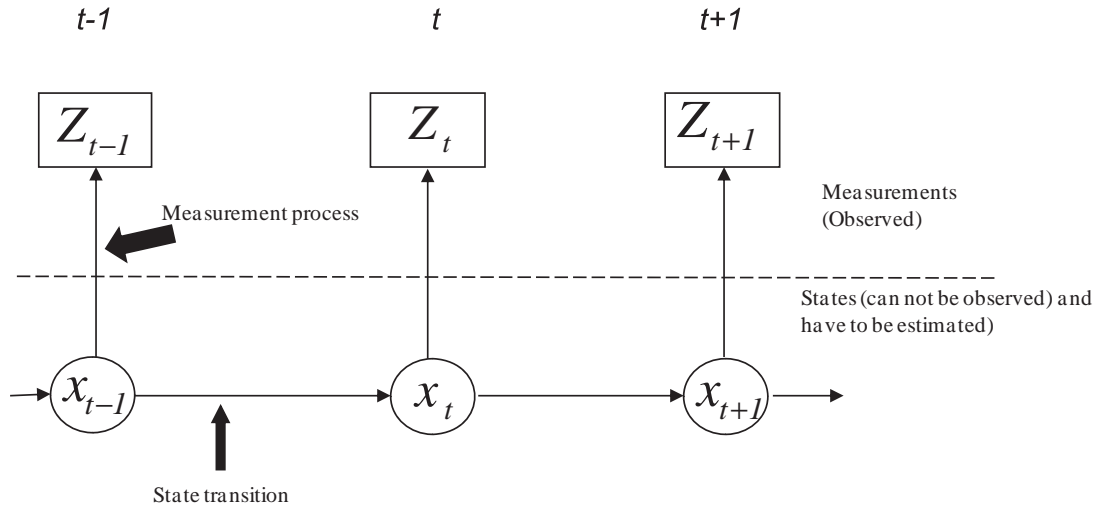 t-1 t t+1
Z_{t-1} Z_t Z_{t+1}
Measurements
(Observed)
Measurement process
States (can not be observed) and
have to be estimated)
x_{t-1} x_t x_{t+1}
State transition